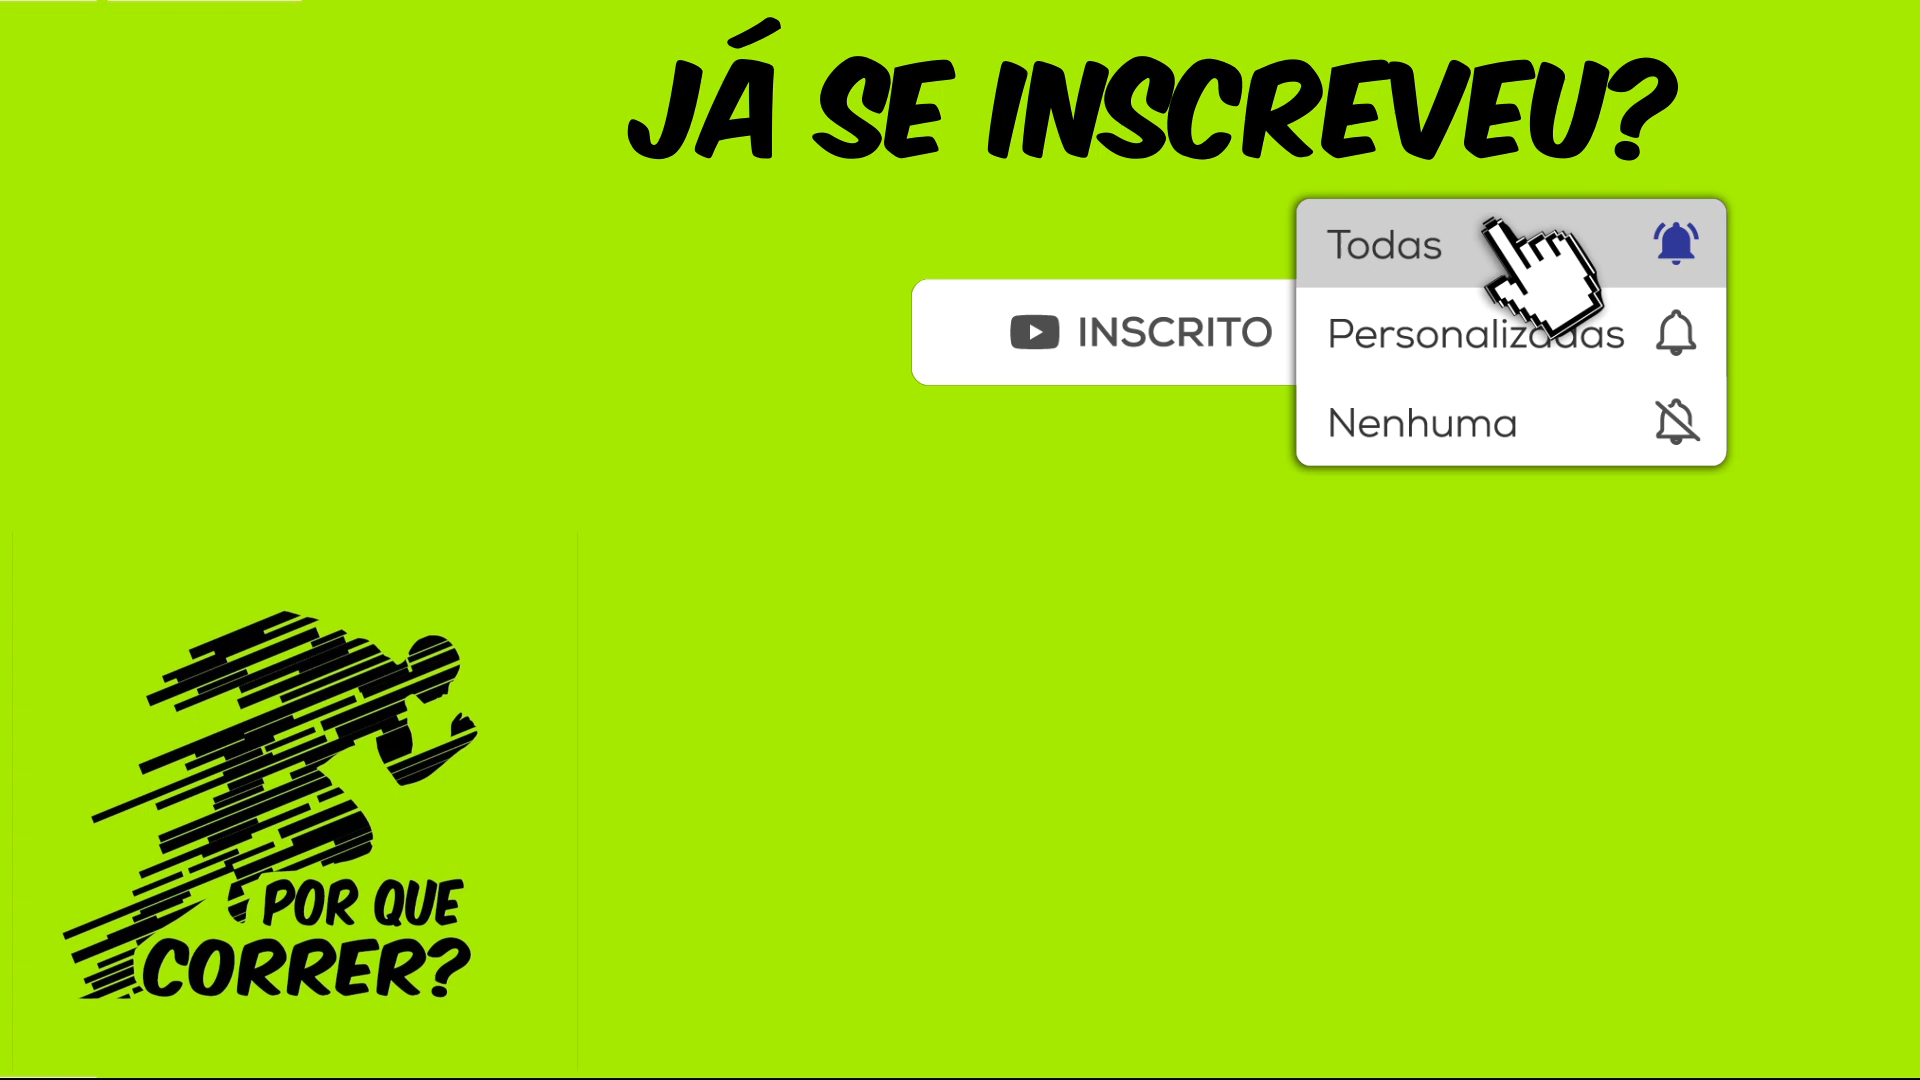 JÁ SE INSCREVEU?
Todas
INSCRITO
Personalizadas
Nenhuma
POR QUE
CORRER?